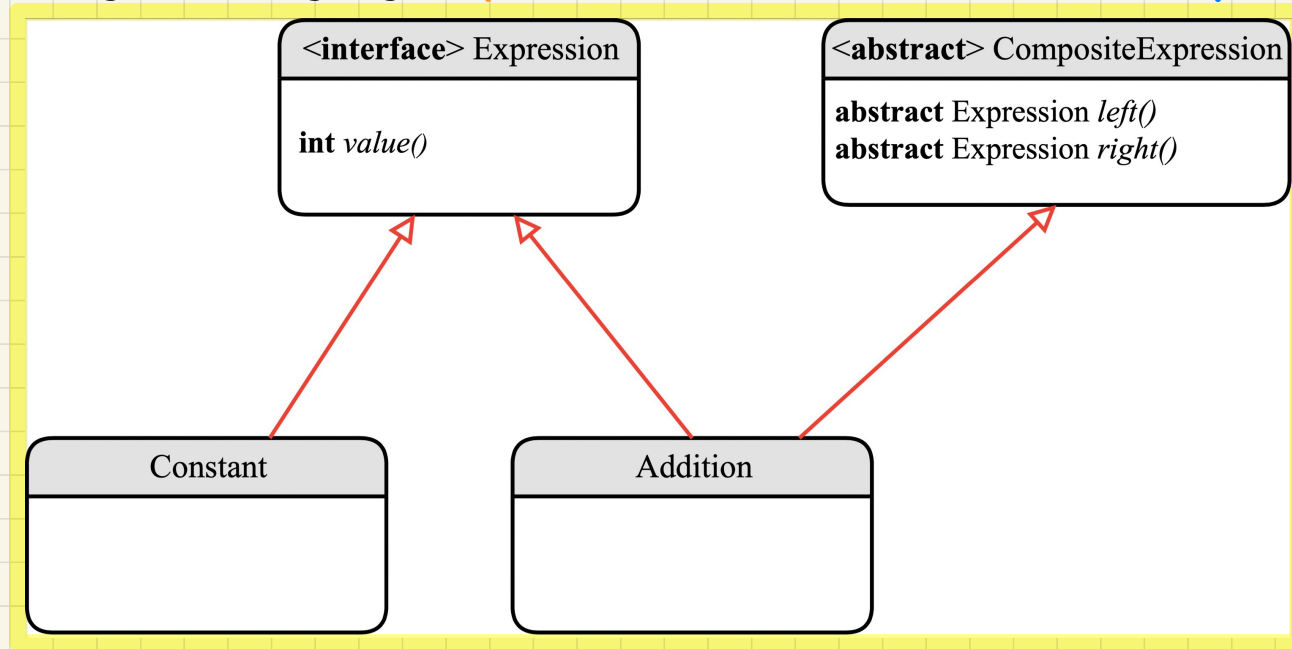 <interface> Expression
int value()
<abstract> CompositeExpression
abstract Expression left()
abstract Expression right()
Constant
Addition